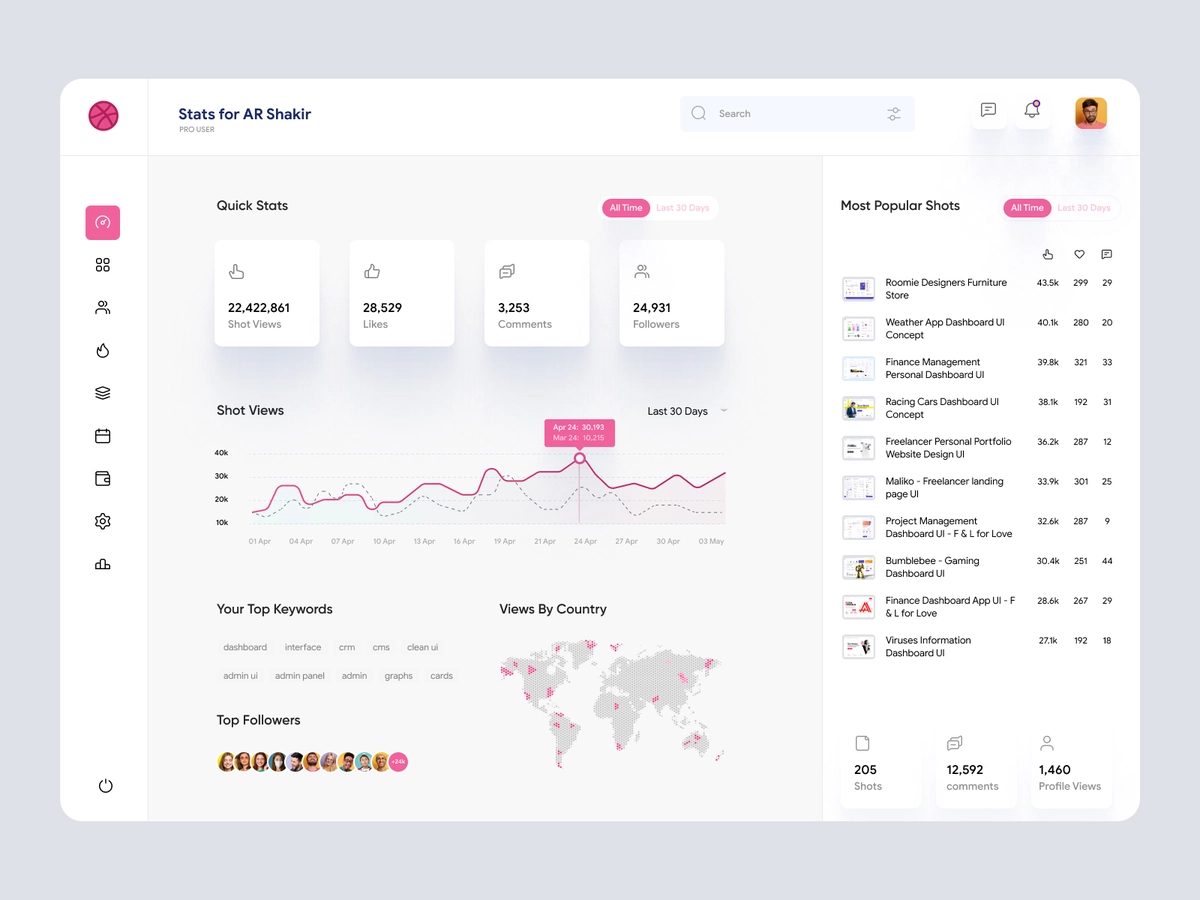 Stats for AR Shakir
PRO USER
Search
Quick Stats
All Time Last 30 Days
22,422,861
Shot Views
28,529
Likes
3,253
Comments
24,931
Followers
Shot Views
Last 30 Days
Apr 24: 30,193
Mar 24: 10,215
40k
30k
20k
10k
01 Apr 04 Apr 07 Apr 10 Apr 13 Apr 16 Apr 19 Apr 21 Apr 24 Apr 27 Apr 30 Apr 03 May
Your Top Keywords
dashboard interface crm cms clean ui
admin ui admin panel admin graphs cards
Top Followers
+24k
Views By Country
Most Popular Shots
All Time Last 30 Days
Roomie Designers Furniture 43.5k 299 29
Store
Weather App Dashboard UI 40.1k 280 20
Concept
Finance Management 39.8k 321 33
Personal Dashboard UI
Racing Cars Dashboard UI 38.1k 192 31
Concept
Freelancer Personal Portfolio 36.2k 287 12
Website Design UI
Maliko - Freelancer landing 33.9k 301 25
page UI
Project Management 32.6k 287 9
Dashboard UI - F & L for Love
Bumblebee - Gaming 30.4k 251 44
Dashboard UI
Finance Dashboard App UI - F 28.6k 267 29
& L for Love
Viruses Information 27.1k 192 18
Dashboard UI
205
Shots
12,592
comments
1,460
Profile Views